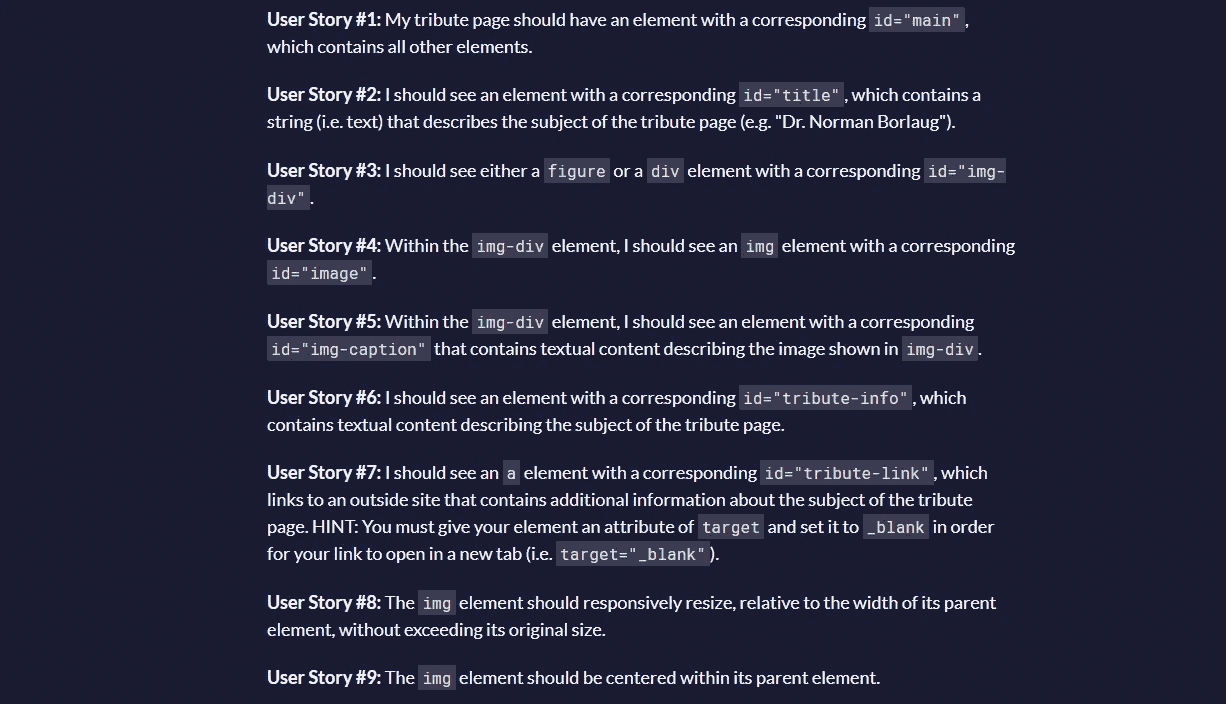 User Story #1: My tribute page should have an element with a corresponding id="main",
which contains all other elements.
User Story #2: I should see an element with a corresponding id="title", which contains a
string (i.e. text) that describes the subject of the tribute page (e.g. "Dr. Norman Borlaug").
User Story #3: I should see either a figure or a div element with a corresponding id="img-
div".
User Story #4: Within the img-div element, I should see an img element with a corresponding
id="image".
User Story #5: Within the img-div element, I should see an element with a corresponding
id="img-caption" that contains textual content describing the image shown in img-div.
User Story #6: I should see an element with a corresponding id="tribute-info", which
contains textual content describing the subject of the tribute page.
User Story #7: I should see an a element with a corresponding id="tribute-link", which
links to an outside site that contains additional information about the subject of the tribute
page. HINT: You must give your element an attribute of target and set it to _blank in order
for your link to open in a new tab (i.e. target="_blank").
User Story #8: The img element should responsively resize, relative to the width of its parent
element, without exceeding its original size.
User Story #9: The img element should be centered within its parent element.